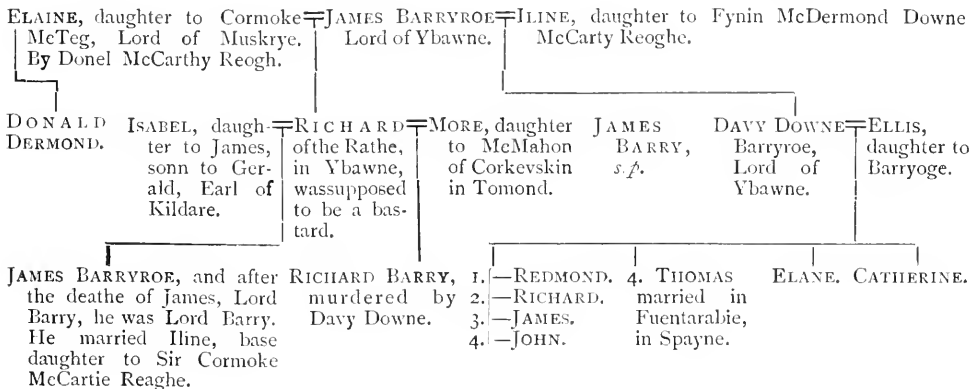 ELAINE, daughter to Cormoke
McTeg, Lord of Muskrye.
By Donel McCarthy Reogh.
JAMES BARRYROE
Lord of Ybawne.
ILINE, daughter to Fynin McDermond Downe
McCarty Reoghe.
DONALD
DERMOND.
ISABEL, daugh-
ter to James,
sonn to Ger-
ald, Earl of
Kildare.
RICHARD
of the Rathe,
in Ybawne,
wassupposed
to be a bas-
tard.
MORE, daughter
to McMahon
of Corkevskin
in Tomond.
JAMES
BARRY,
s.p.
DAVY DOWNE
Barryroe,
Lord of
Ybawne.
ELLIS,
daughter to
Barryoge.
JAMES BARRYROE, and after
the deathe of James, Lord
Barry, he was Lord Barry.
He married Iline, base
daughter to Sir Cormoke
McCartie Reaghe.
RICHARD BARRY,
murdered by
Davy Downe.
1.—REDMOND.
2.—RICHARD.
3.—JAMES.
4.—JOHN.
4. THOMAS
married in
Fuentarabie,
in Spayne.
ELANE.
CATHERINE.